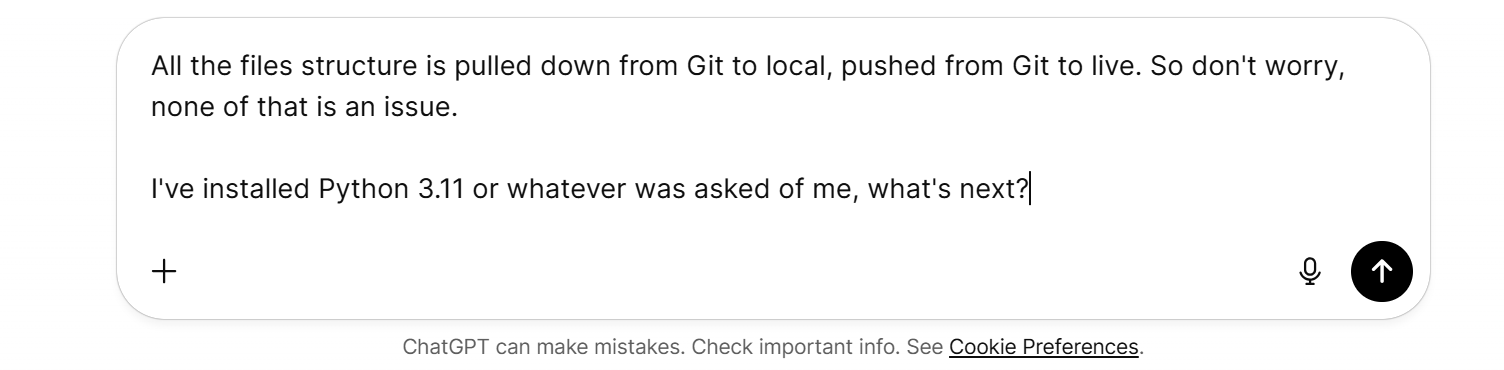 All the files structure is pulled down from Git to local, pushed from Git to live. So don't worry,
none of that is an issue.
I've installed Python 3.11 or whatever was asked of me, what's next?
ChatGPT can make mistakes. Check important info. See Cookie Preferences.